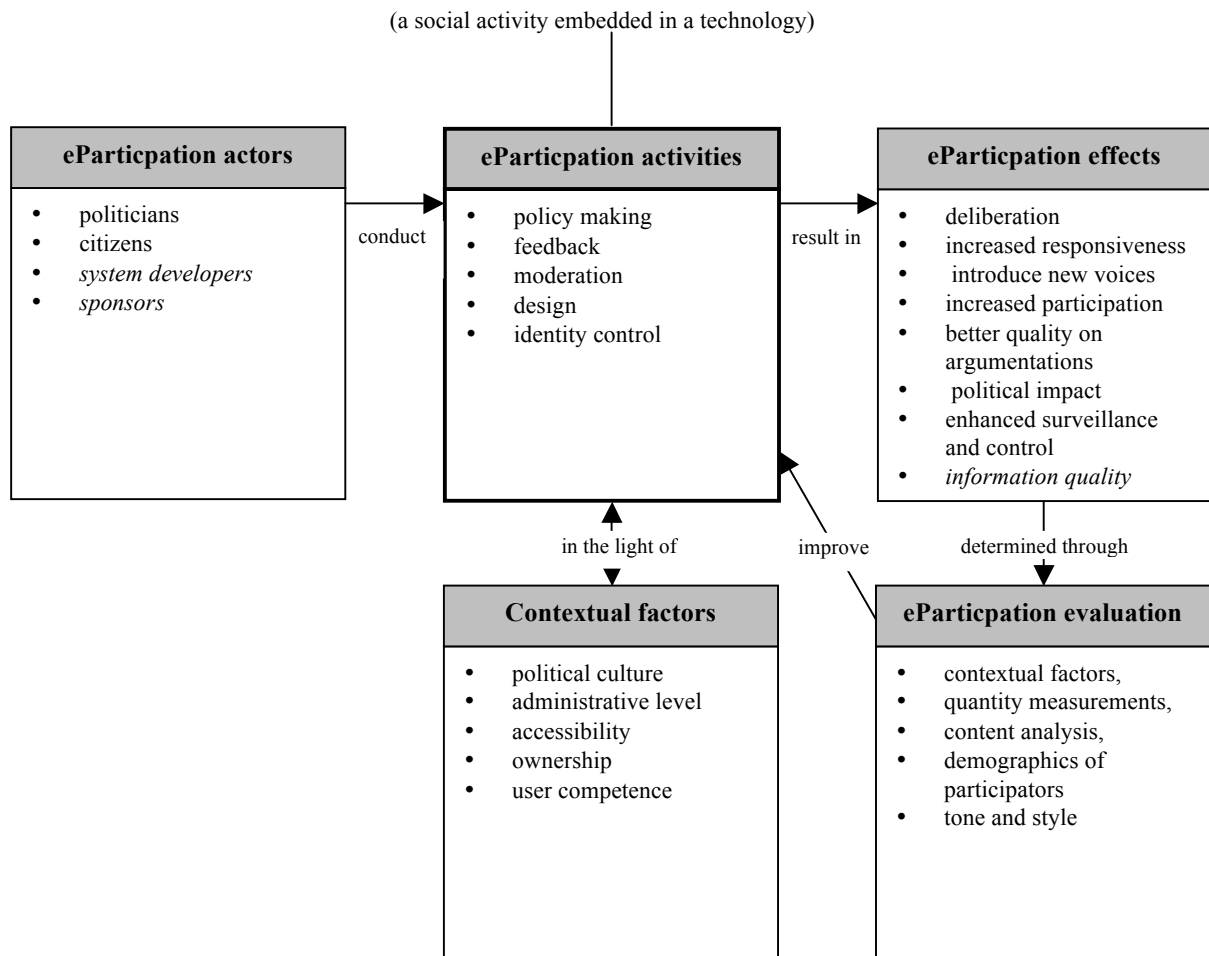 (a social activity embedded in a technology)
eParticpation actors
• politicians
• citizens
• system developers
• sponsors
conduct
eParticpation activities
• policy making
• feedback
• moderation
• design
• identity control
result in
eParticpation effects
• deliberation
• increased responsiveness
• introduce new voices
• increased participation
• better quality on
argumentations
• political impact
• enhanced surveillance
and control
• information quality
in the light of
improve
determined through
Contextual factors
• political culture
• administrative level
• accessibility
• ownership
• user competence
eParticpation evaluation
• contextual factors,
• quantity measurements,
• content analysis,
• demographics of
participators
• tone and style